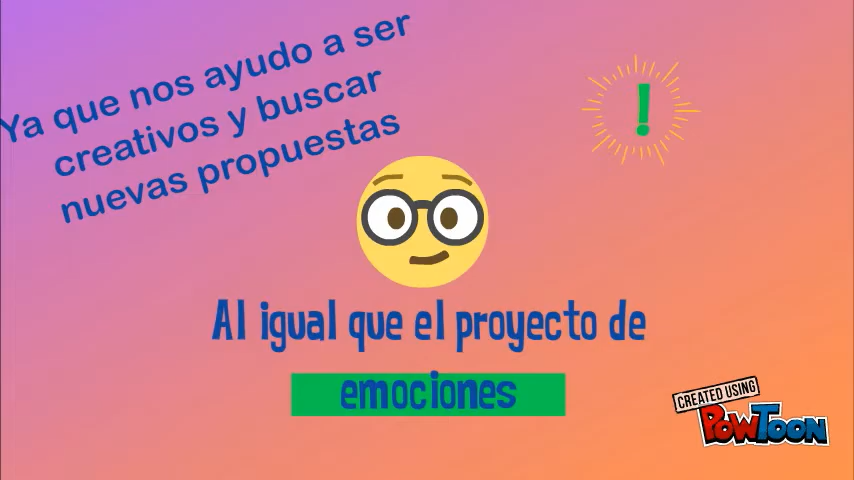 Ya que nos ayudo a ser
creativos y buscar
nuevas propuestas
!
Al igual que el proyecto de
emociones
CREATED USING
POWTOON